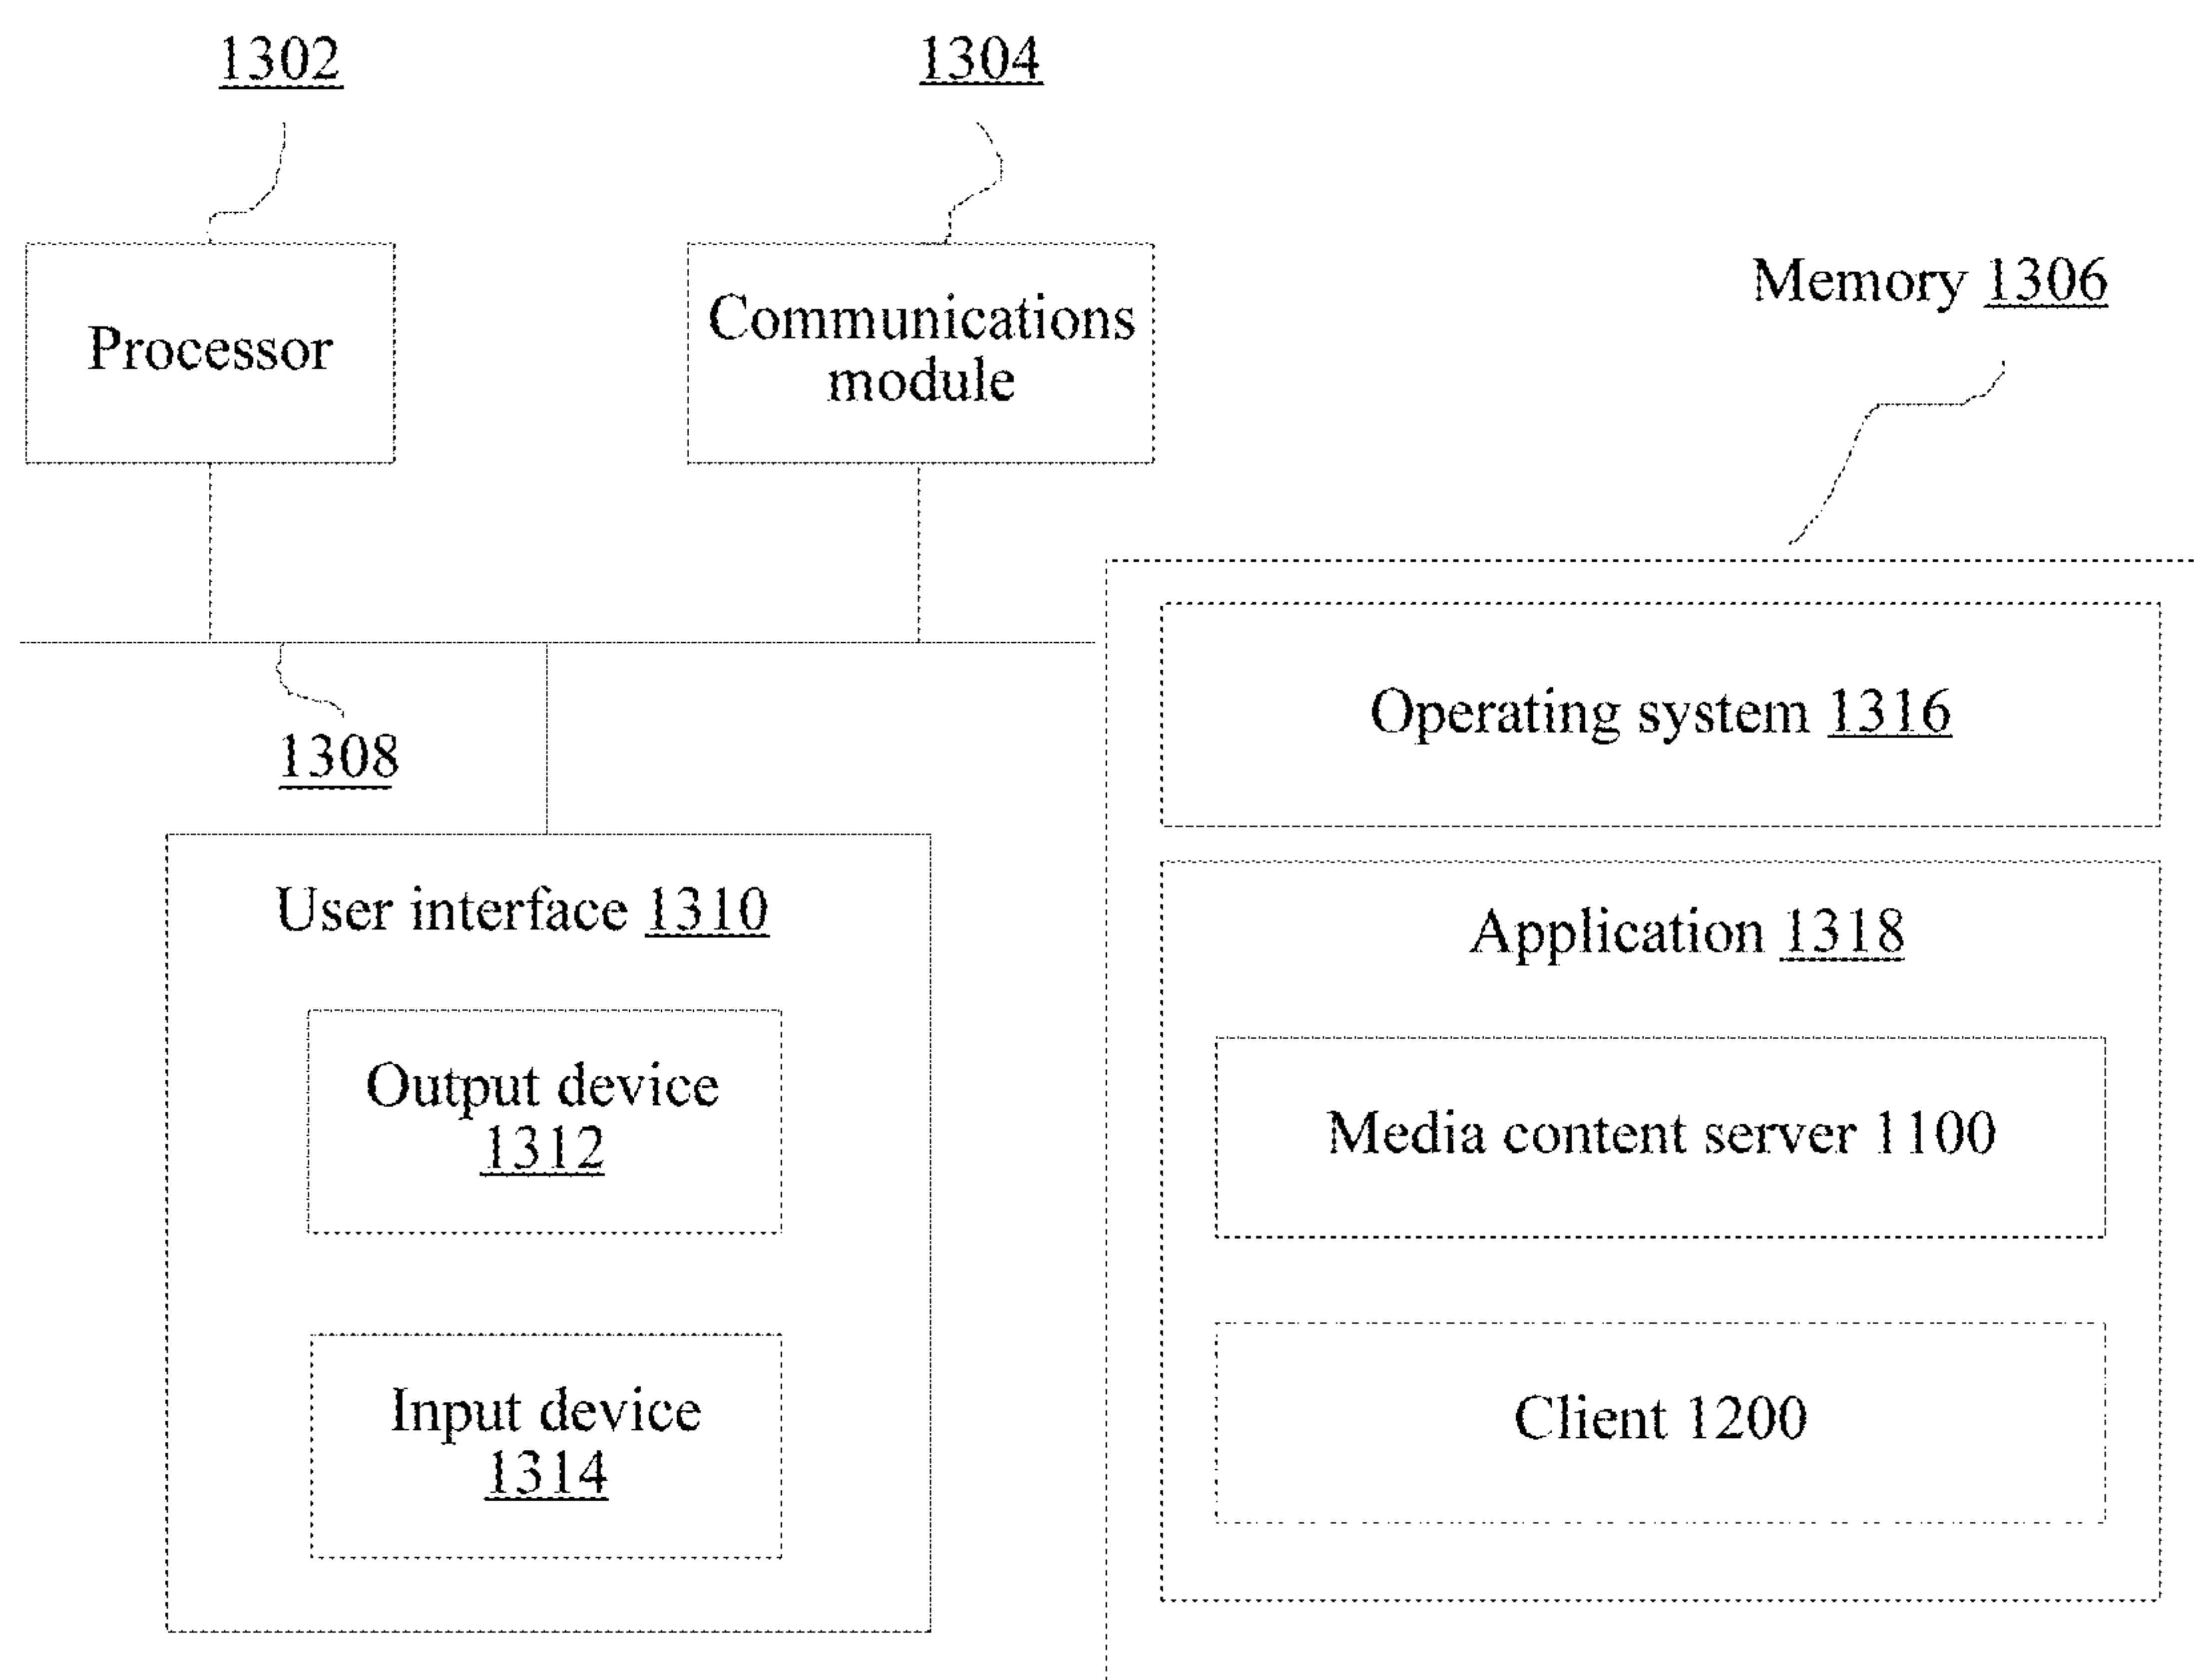 1302
1304
Processor
Communications
module
Memory 1306
1308
Operating system 1316
User interface 1310
Application 1318
Output device
1312
Media content server 1100
Input device
1314
Client 1200